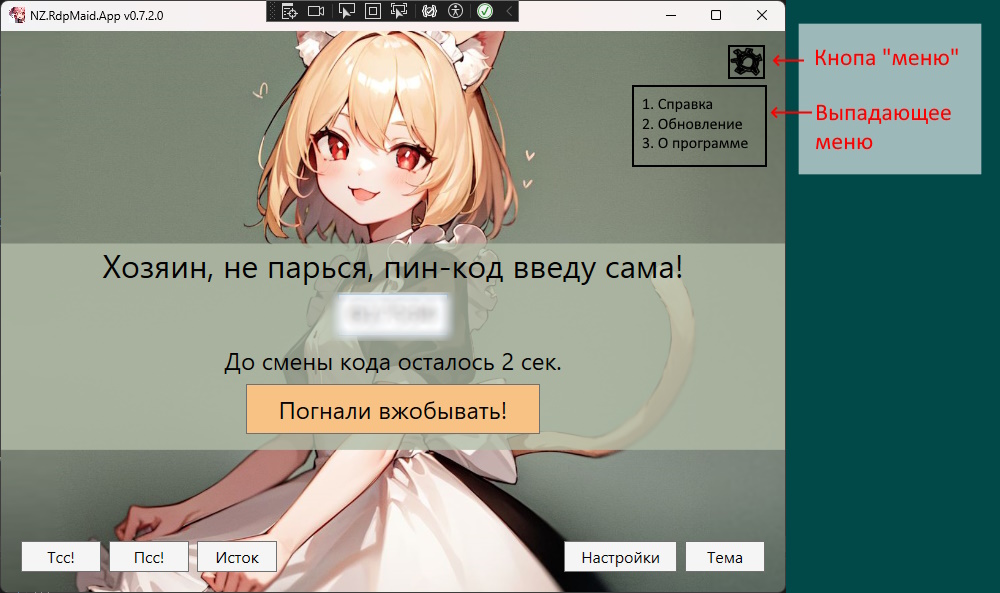 NZ.RdpMaid.App v0.7.2.0
Кнопа "меню"
1. Справка
2. Обновление
3. О программе
Выпадающее
меню
Хозяин, не парься, пин-код введу сама!
До смены кода осталось 2 сек.
Погнали вжобывать!
Тсс!
Псс!
Исток
Настройки
Тема